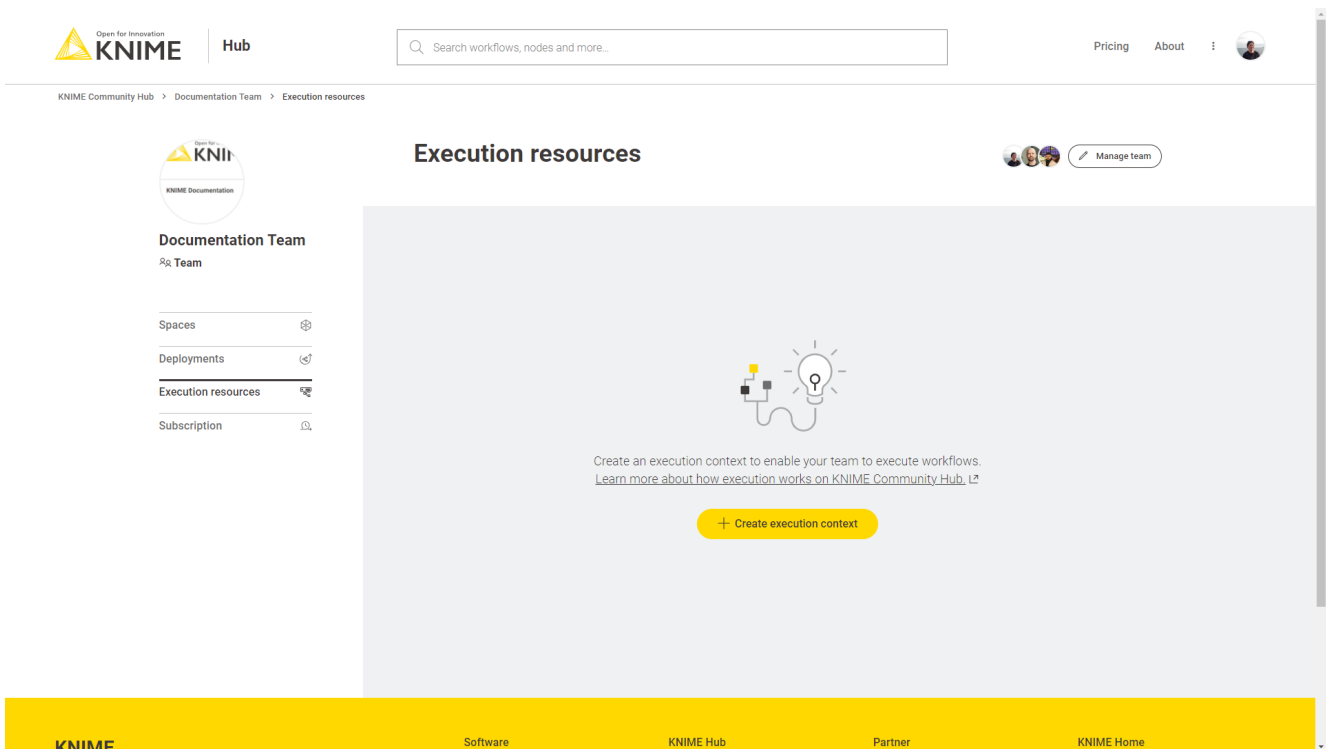 Open for Innovation
KNIME
Hub
Search workflows, nodes and more...
Pricing
About
KNIME Community Hub > Documentation Team > Execution resources
Open for
KNI
KNIME Documentation
Execution resources
Manage team
Documentation Team
Team
Spaces
Deployments
Execution resources
Subscription
Create an execution context to enable your team to execute workflows.
Learn more about how execution works on KNIME Community Hub.
Create execution context
KNIME
Software
KNIME Hub
Partner
KNIME Home